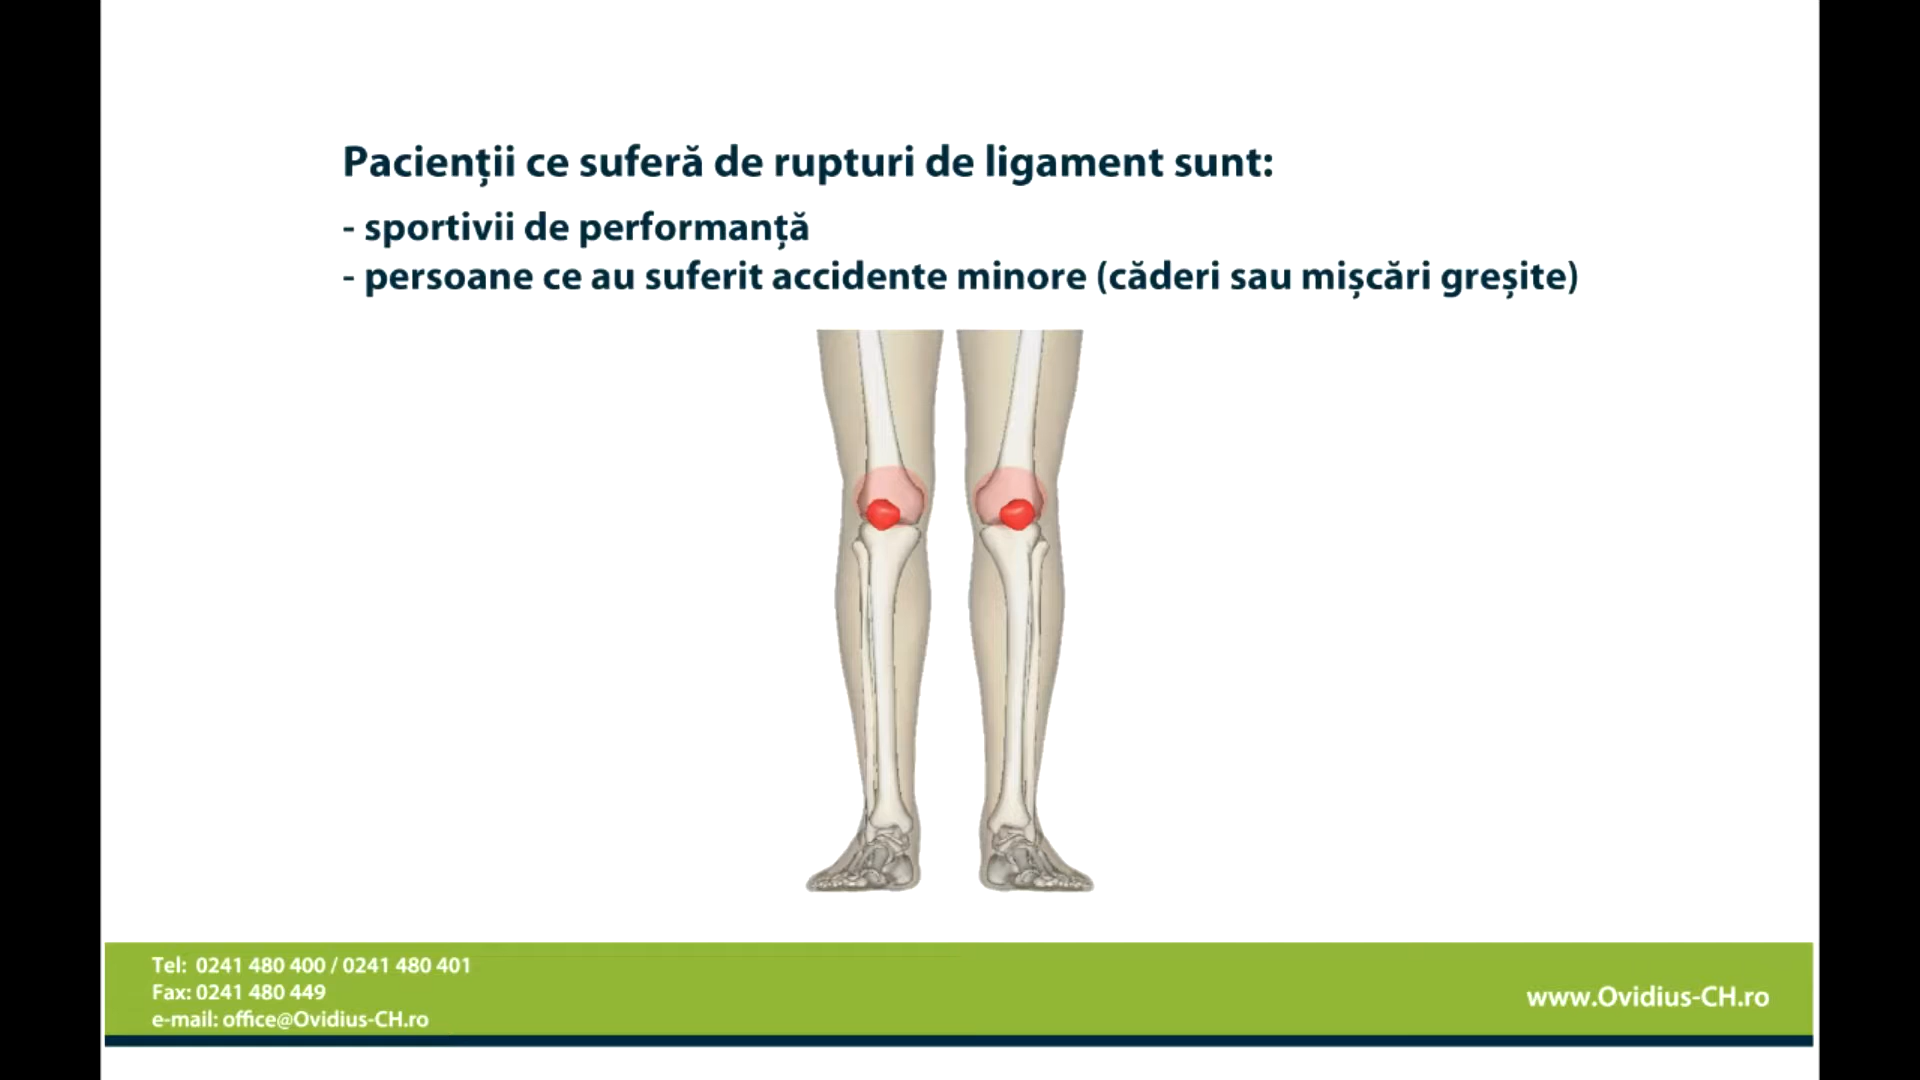 Pacienții ce suferă de rupturi de ligament sunt:
- sportivii de performanță
- persoane ce au suferit accidente minore (căderi sau mișcări greșite)
Tel: 0241 480 400 / 0241 480 401
Fax: 0241 480 449
e-mail: office@Ovidius-CH.ro
www.Ovidius-CH.ro